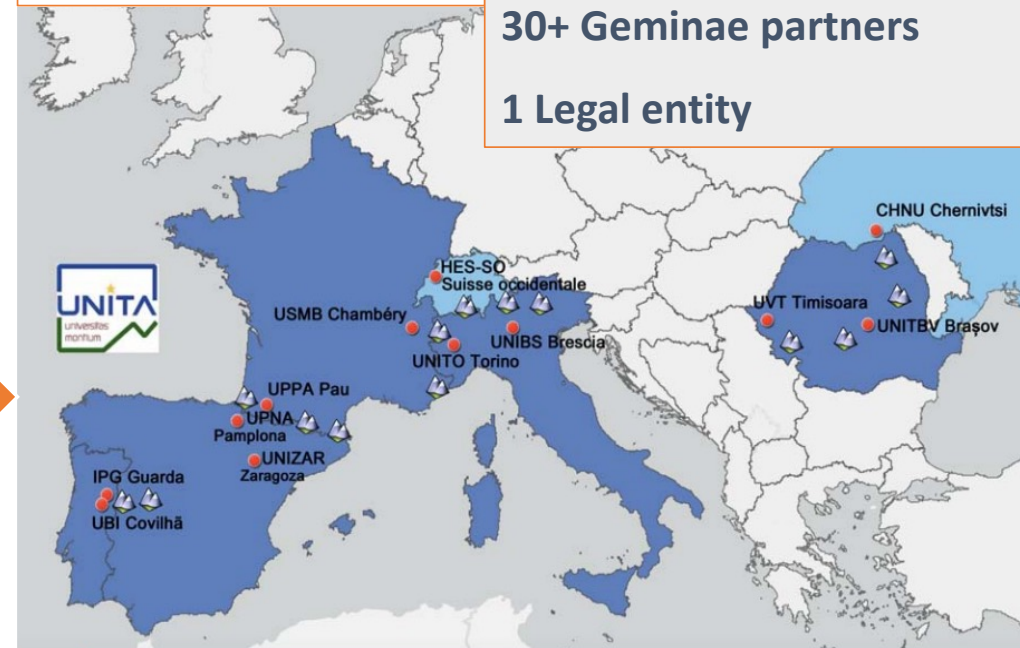 30+ Geminae partners
1 Legal entity
CHNU Chernivtsi
HES-SO
Suisse occidentale
UNITA
universitas
montium
USMB Chambéry
UVT Timisoara
UNITBV Brașov
UNIBS Brescia
UNITO Torino
UPPA Pau
UPNA
Pamplona
UNIZAR
Zaragoza
IPG Guarda
UBI Covilhã